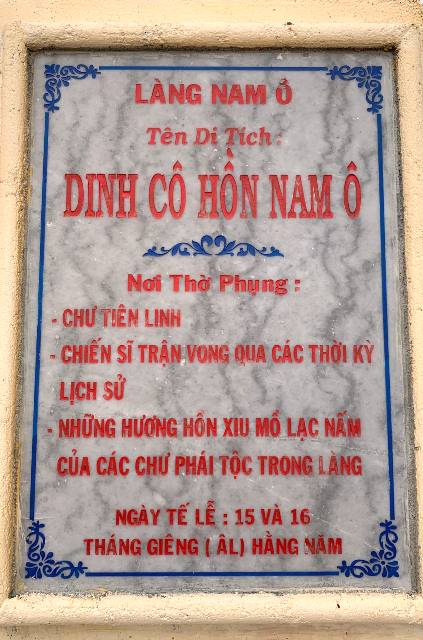 LÀNG NAM Ô
Tên Di Tích :
DINH CÔ HỒN NAM Ô
Nơi Thờ Phụng :
- CHƯ TIÊN LINH
- CHIẾN SĨ TRẬN VONG QUA CÁC THỜI KỲ
LỊCH SỬ
- NHỮNG HƯƠNG HỒN XIU MỒ LẠC NẤM
CỦA CÁC CHƯ PHÁI TỘC TRONG LÀNG
NGÀY TẾ LỄ : 15 VÀ 16
THÁNG GIÊNG ( ÂL) HẰNG NĂM